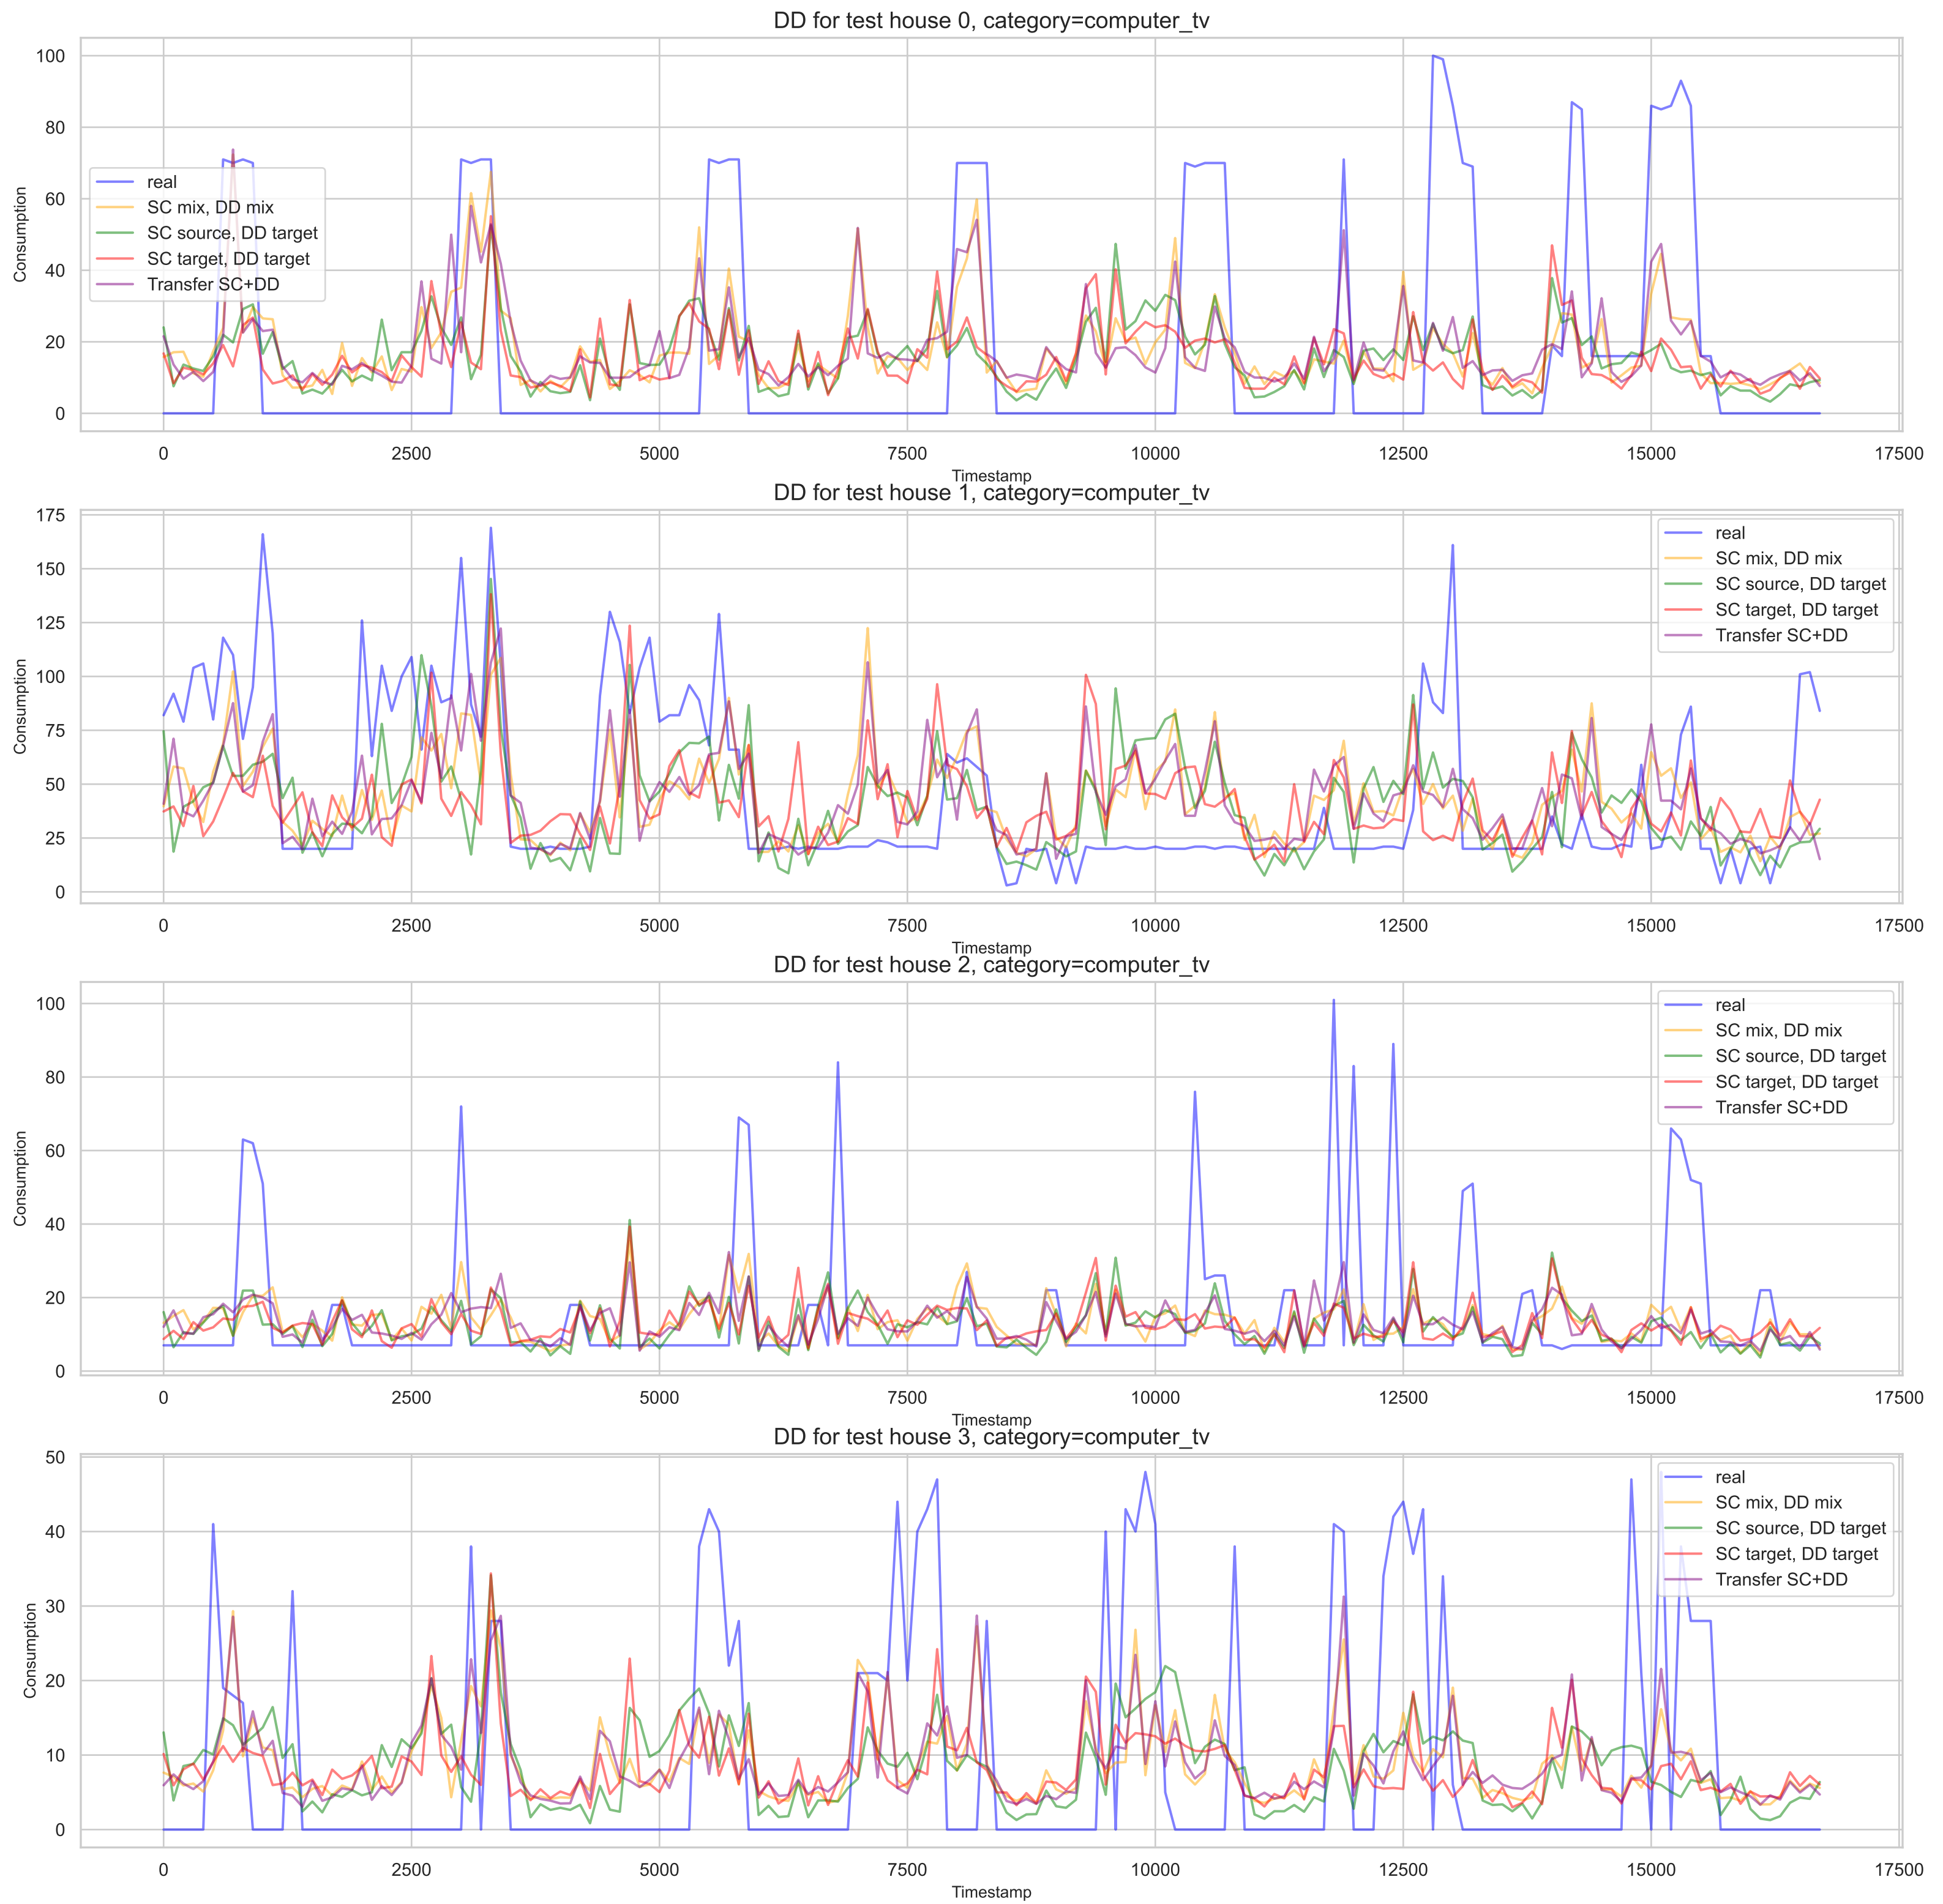 DD for test house 0, category=computer_tv
Consumption
100
80
60
40
20
0
real
SC mix, DD mix
SC source, DD target
SC target, DD target
Transfer SC+DD
0 2500 5000 7500 10000 12500 15000 17500
Timestamp
DD for test house 1, category=computer_tv
Consumption
175
150
125
100
75
50
25
0
real
SC mix, DD mix
SC source, DD target
SC target, DD target
Transfer SC+DD
0 2500 5000 7500 10000 12500 15000 17500
Timestamp
DD for test house 2, category=computer_tv
Consumption
100
80
60
40
20
0
real
SC mix, DD mix
SC source, DD target
SC target, DD target
Transfer SC+DD
0 2500 5000 7500 10000 12500 15000 17500
Timestamp
DD for test house 3, category=computer_tv
Consumption
50
40
30
20
10
0
real
SC mix, DD mix
SC source, DD target
SC target, DD target
Transfer SC+DD
0 2500 5000 7500 10000 12500 15000 17500
Timestamp